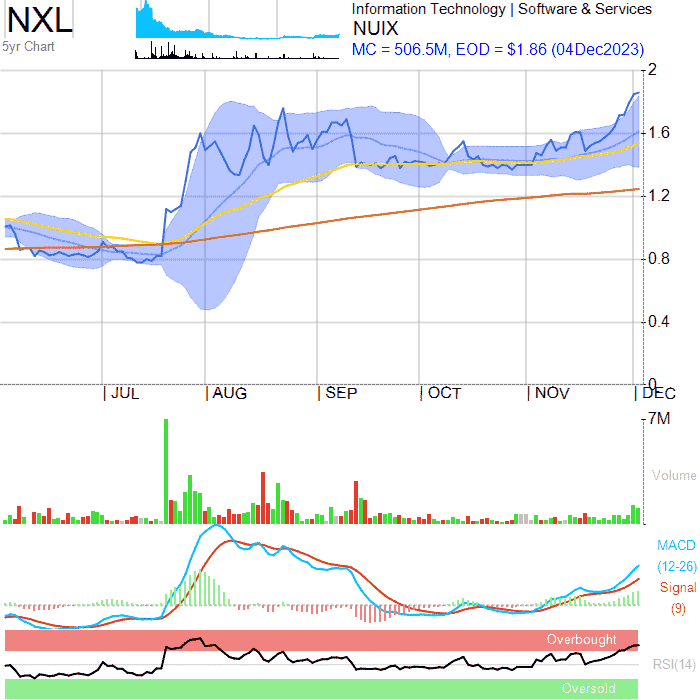 NXL
5yr Chart
Information Technology | Software & Services
NUIX
MC = 506.5M, EOD = $1.86 (04Dec2023)
2
1.6
1.2
0.8
0.4
0
JUL
AUG
SEP
OCT
NOV
DEC
7M
Volume
MACD
(12-26)
Signal
(9)
Overbought
RSI(14)
Oversold